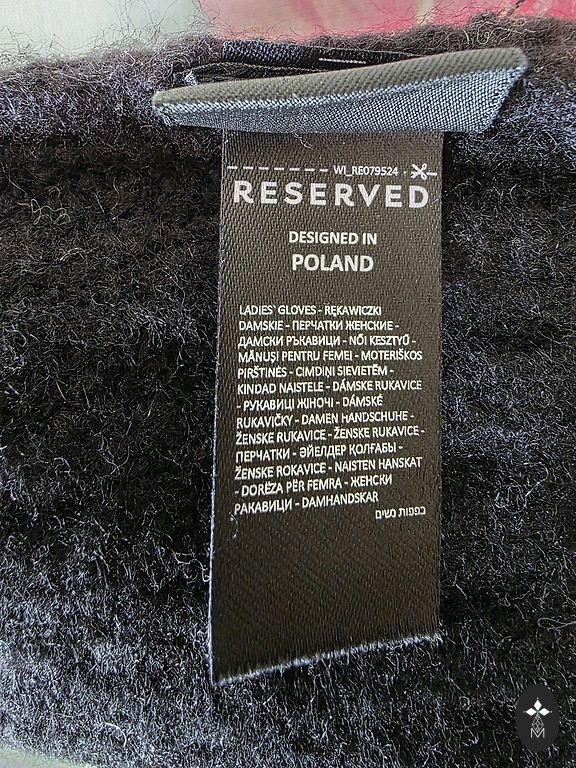 WI_RE079524
RESERVED
DESIGNED IN
POLAND
LADIES` GLOVES - RĘKAWICZKI
DAMSKIE - ПЕРЧАТКИ ЖЕНСКИЕ -
ДАМСКИ РЪКАВИЦИ - NŐI KESZTYŰ -
MĂNUȘI PENTRU FEMEI - MOTERIŠKOS
PIRŠTINĖS - CIMDIŅI SIEVIETĒM -
KINDAD NAISTELE - DÁMSKE RUKAVICE
- РУКАВИЦІ ЖІНОЧІ - DÁMSKÉ
RUKAVIČKY - DAMEN HANDSCHUHE -
ŽENSKE RUKAVICE - ŽENSKE RUKAVICE -
ПЕРЧАТКИ - ӘЙЕЛДЕР ҚОЛҒАБЫ -
ŽENSKE ROKAVICE - NAISTEN HANSKAT
- DORËZA PËR FEMRA - ЖЕНСКИ
РАКАВИЦИ - DAMHANDSKAR
כפפות נשים
M